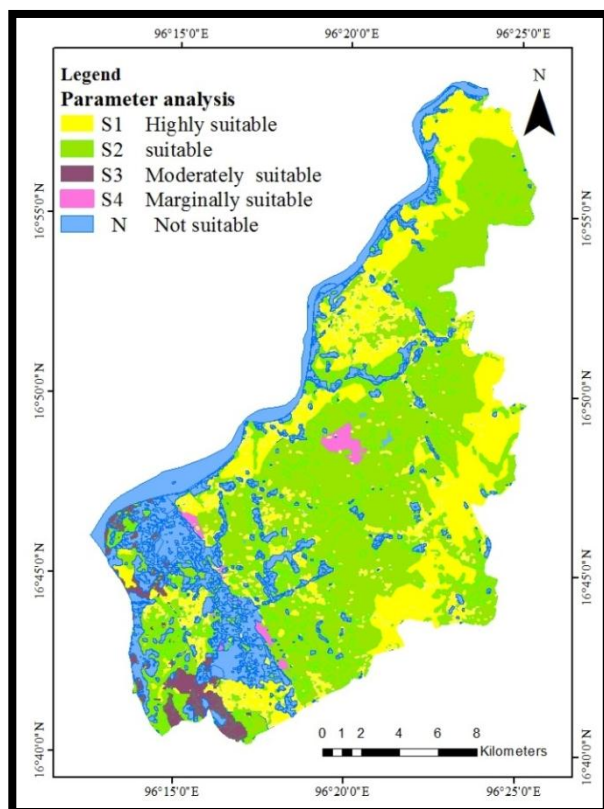 96°15'0"E 96°20'0"E 96°25'0"E
Legend
Parameter analysis
S1 Highly suitable
S2 suitable
S3 Moderately suitable
S4 Marginally suitable
N Not suitable
N
16°55'0"N 16°55'0"N
16°50'0"N 16°50'0"N
16°45'0"N 16°45'0"N
16°40'0"N 16°40'0"N
0 1 2 4 6 8
Kilometers
96°15'0"E 96°20'0"E 96°25'0"E